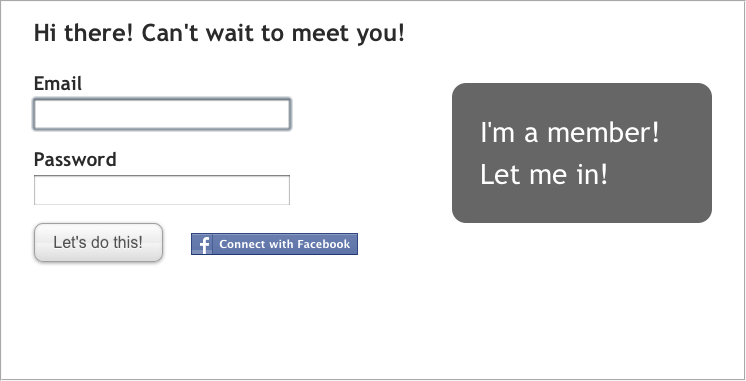 Hi there! Can't wait to meet you!
Email
Password
Let's do this!
f Connect with Facebook
I'm a member!
Let me in!